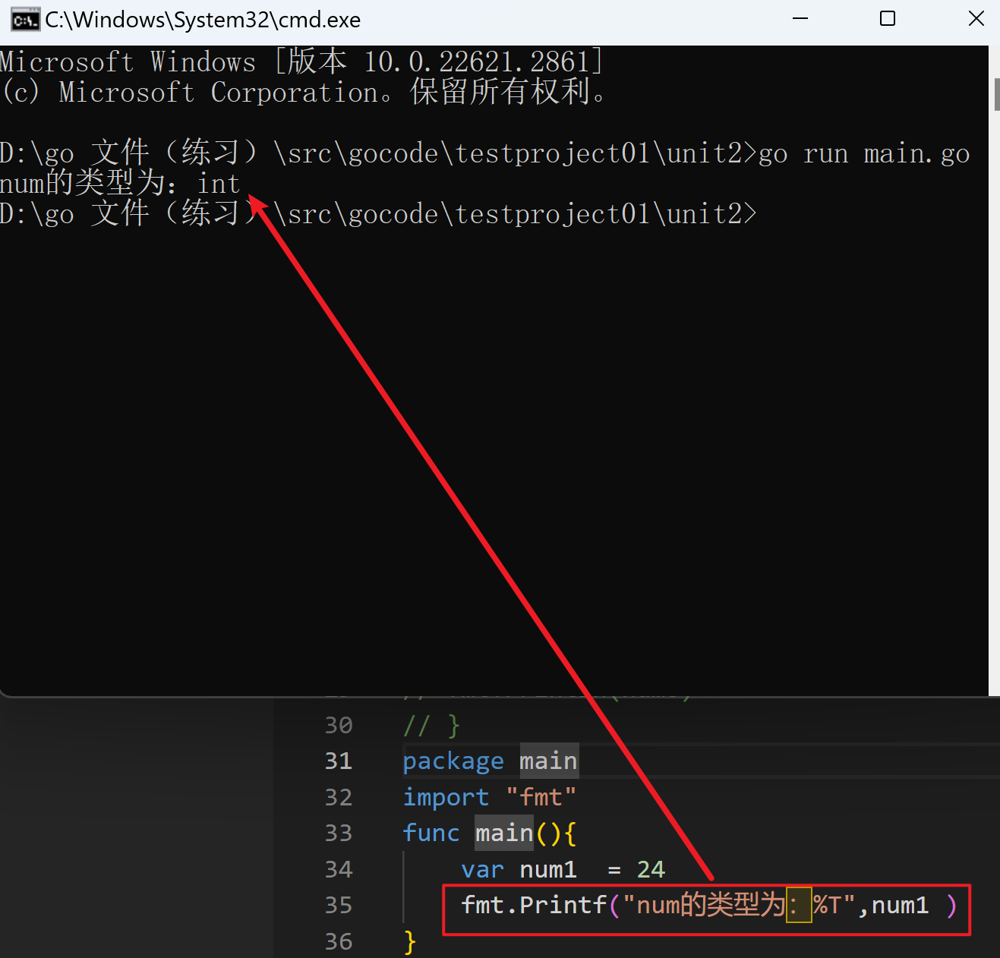 C:\Windows\System32\cmd.exe
Microsoft Windows [版本 10.0.22621.2861]
(c) Microsoft Corporation。保留所有权利。
D:\go 文件（练习）\src\gocode\testproject01\unit2>go run main.go
num的类型为：int
D:\go 文件（练习）\src\gocode\testproject01\unit2>
30 // }
31 package main
32 import "fmt"
33 func main(){
34 var num1  = 24
35 fmt.Printf("num的类型为：%T",num1 )
36 }